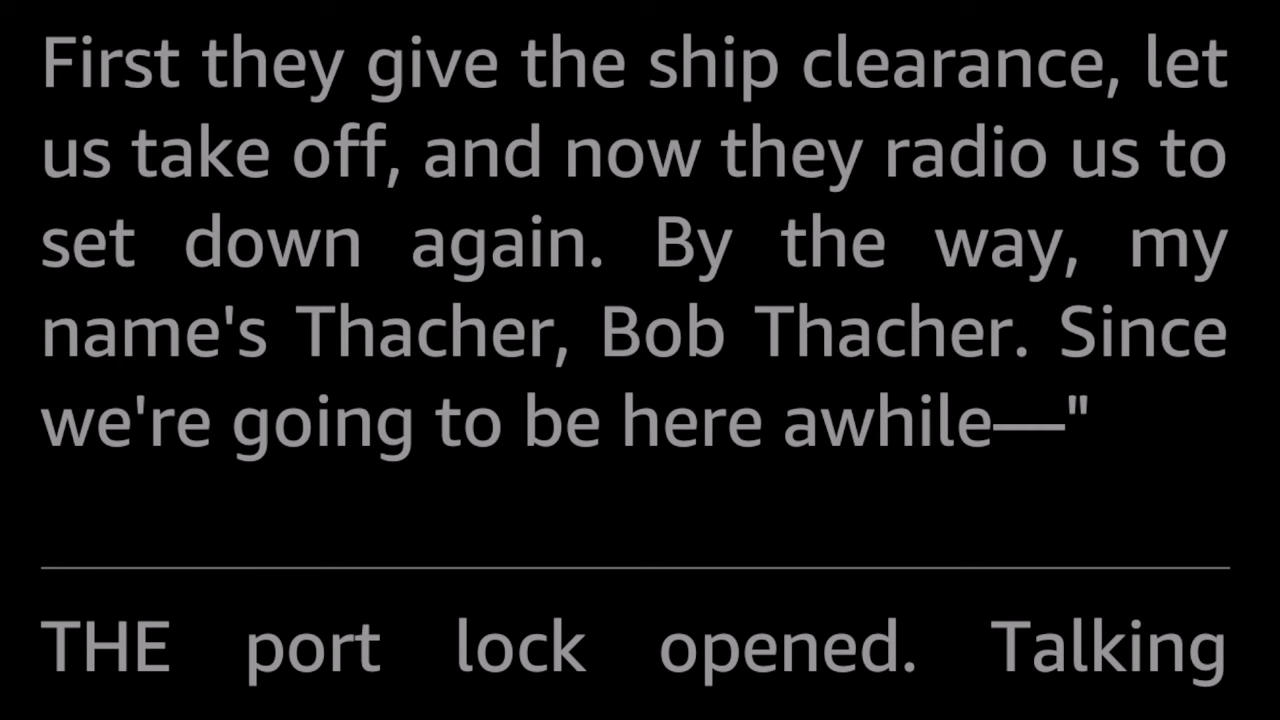 First they give the ship clearance, let
us take off, and now they radio us to
set down again. By the way, my
name's Thacher, Bob Thacher. Since
we're going to be here awhile—"
THE port lock opened. Talking